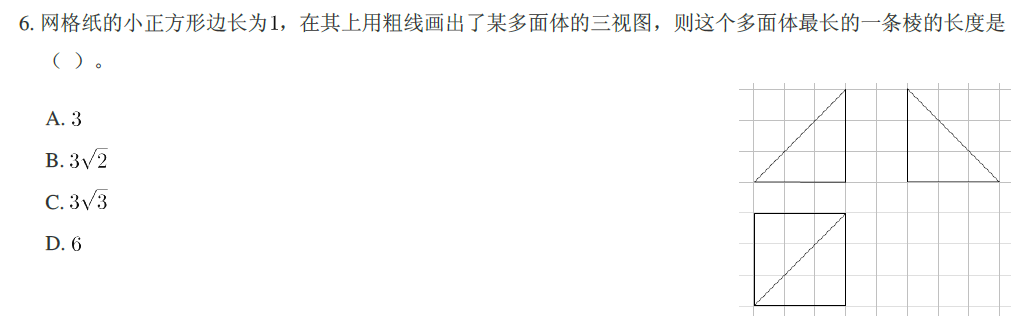 6. 网格纸的小正方形边长为1，在其上用粗线画出了某多面体的三视图，则这个多面体最长的一条棱的长度是
（ ）。
A. 3
B. 3√2
C. 3√3
D. 6